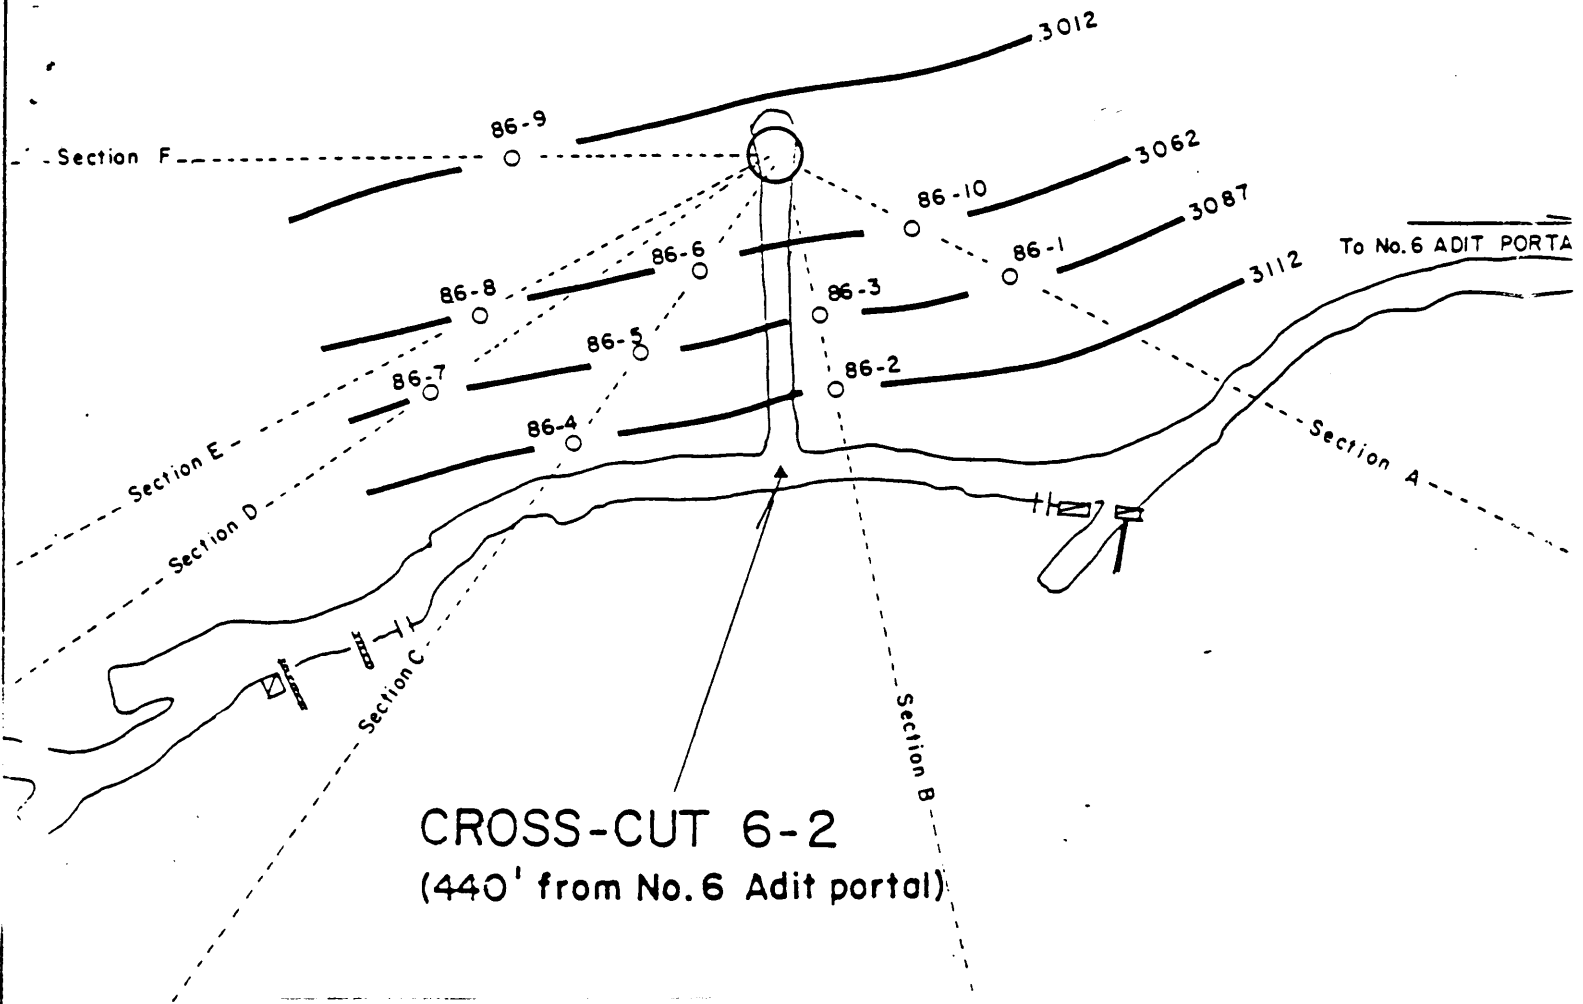 3012
86-9
Section F
3062
86-10
3087
To No. 6 ADIT PORTA
86-6
86-1
3112
86-8
86-3
86-5
86-2
86-7
86-4
Section E
Section A
Section D
Section C
Section B
CROSS-CUT 6-2
(440' from No. 6 Adit portal)